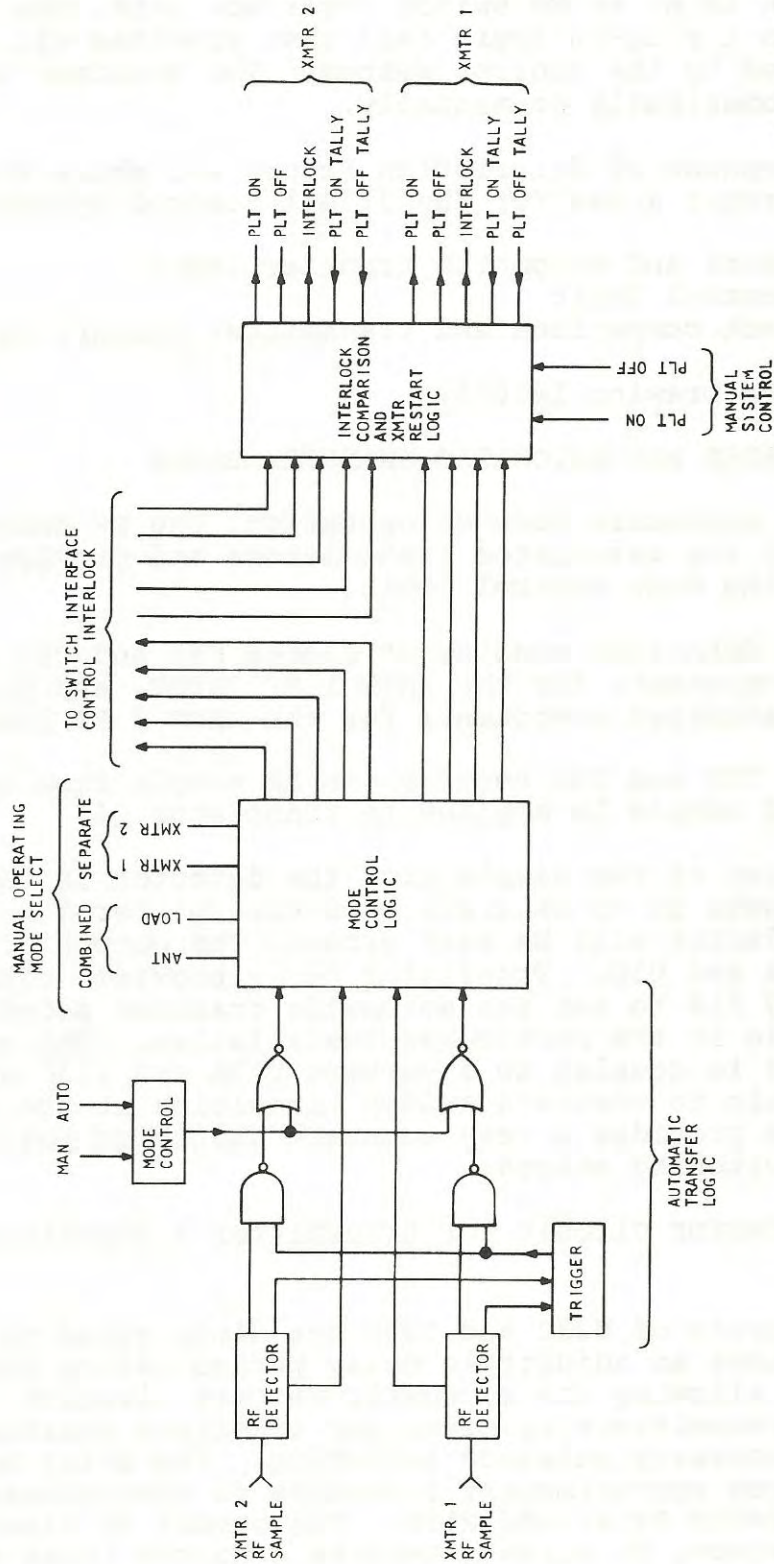 MANUAL OPERATING
MODE SELECT
COMBINED
SEPARATE
ANT
LOAD
XMTR 1
XMTR 2
TO SWITCH INTERFACE
CONTROL INTERLOCK
MAN
AUTO
MODE
CONTROL
XMTR 2
RF
SAMPLE
RF
DETECTOR
XMTR 1
RF
SAMPLE
RF
DETECTOR
TRIGGER
AUTOMATIC
TRANSFER
LOGIC
MODE
CONTROL
LOGIC
INTERLOCK
COMPARISON
AND
XMTR
RESTART
LOGIC
PLT ON
PLT OFF
INTERLOCK
PLT ON TALLY
PLT OFF TALLY
XMTR 2
PLT ON
PLT OFF
INTERLOCK
PLT ON TALLY
PLT OFF TALLY
XMTR 1
PLT ON
PLT OFF
MANUAL
SYSTEM
CONTROL